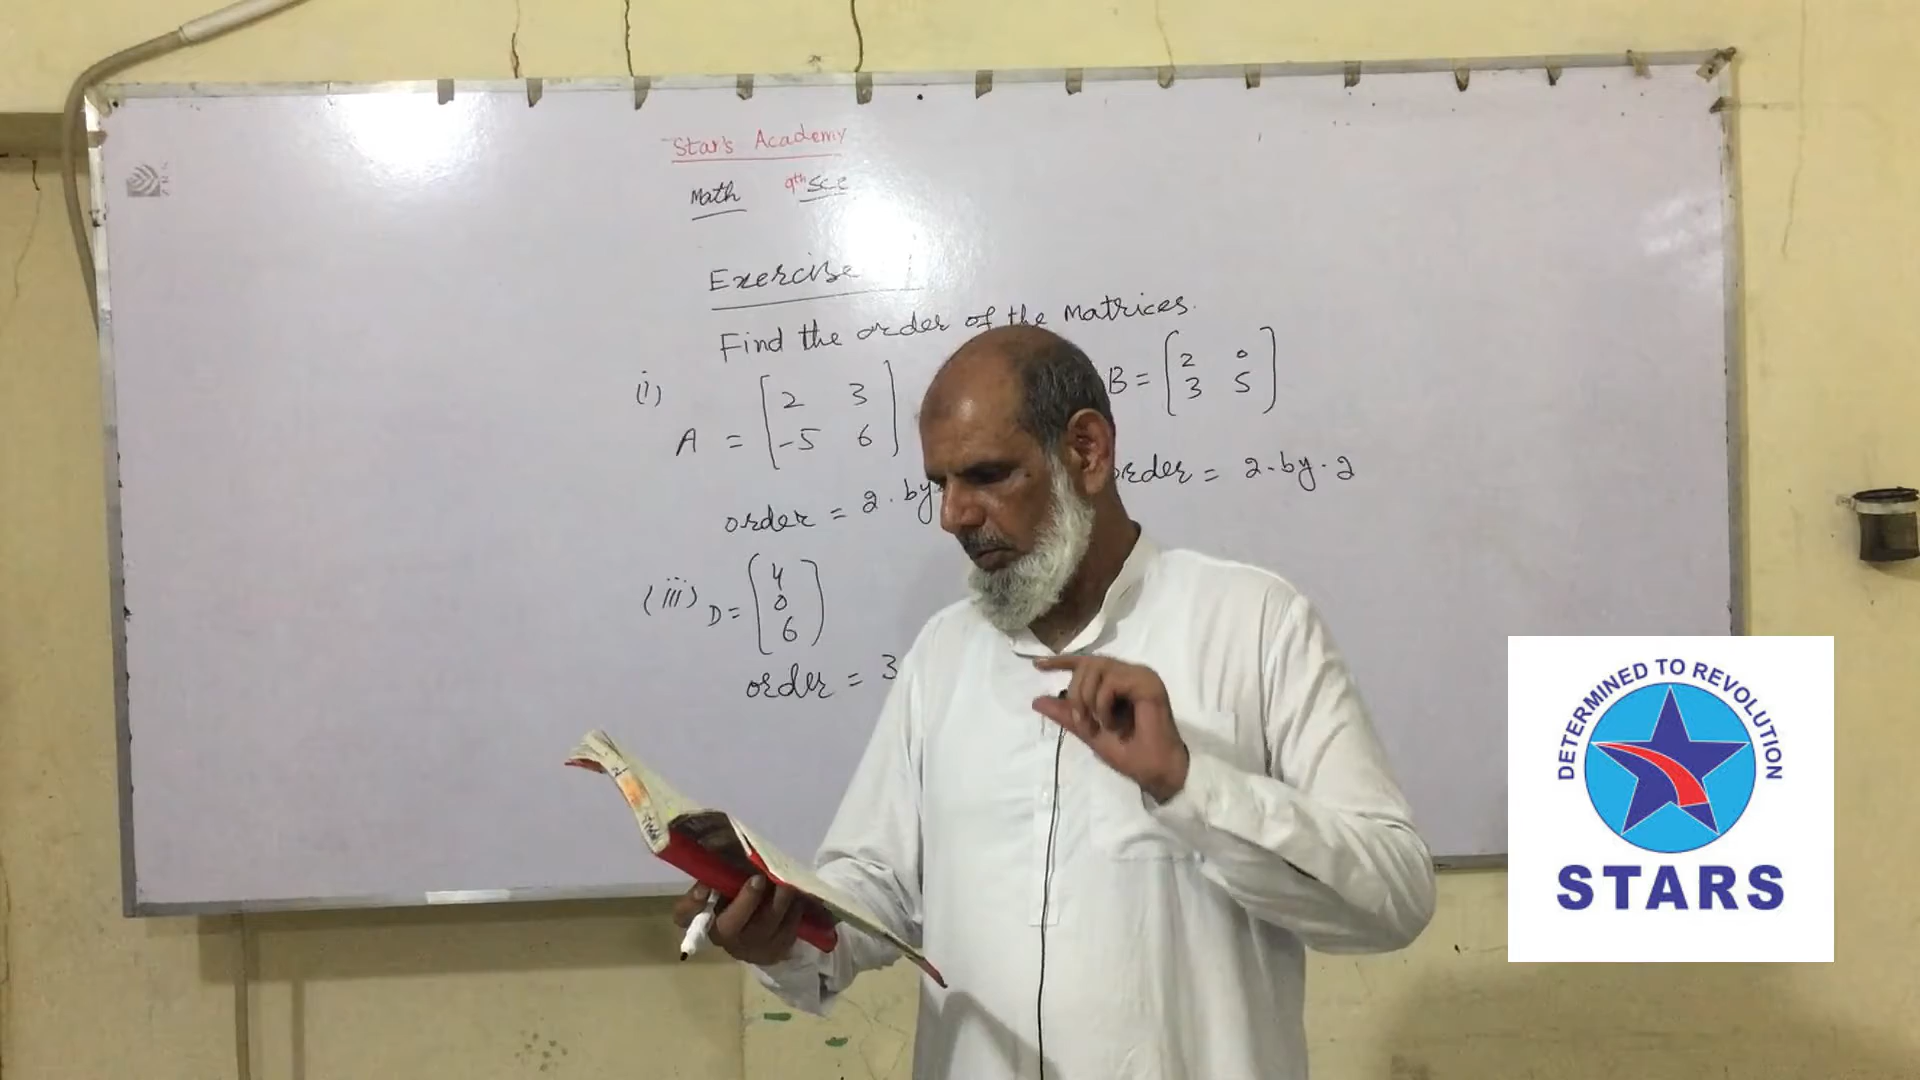 Star's Academy
Math 9th Sce
Exercise 1
Find the order of the Matrices.
(i)
A = [2 3
-5 6]
B = [2 0
3 5]
order = 2.by
order = 2.by.2
(iii) D = [4
0
6]
order = 3
DETERMINED TO REVOLUTION
STARS